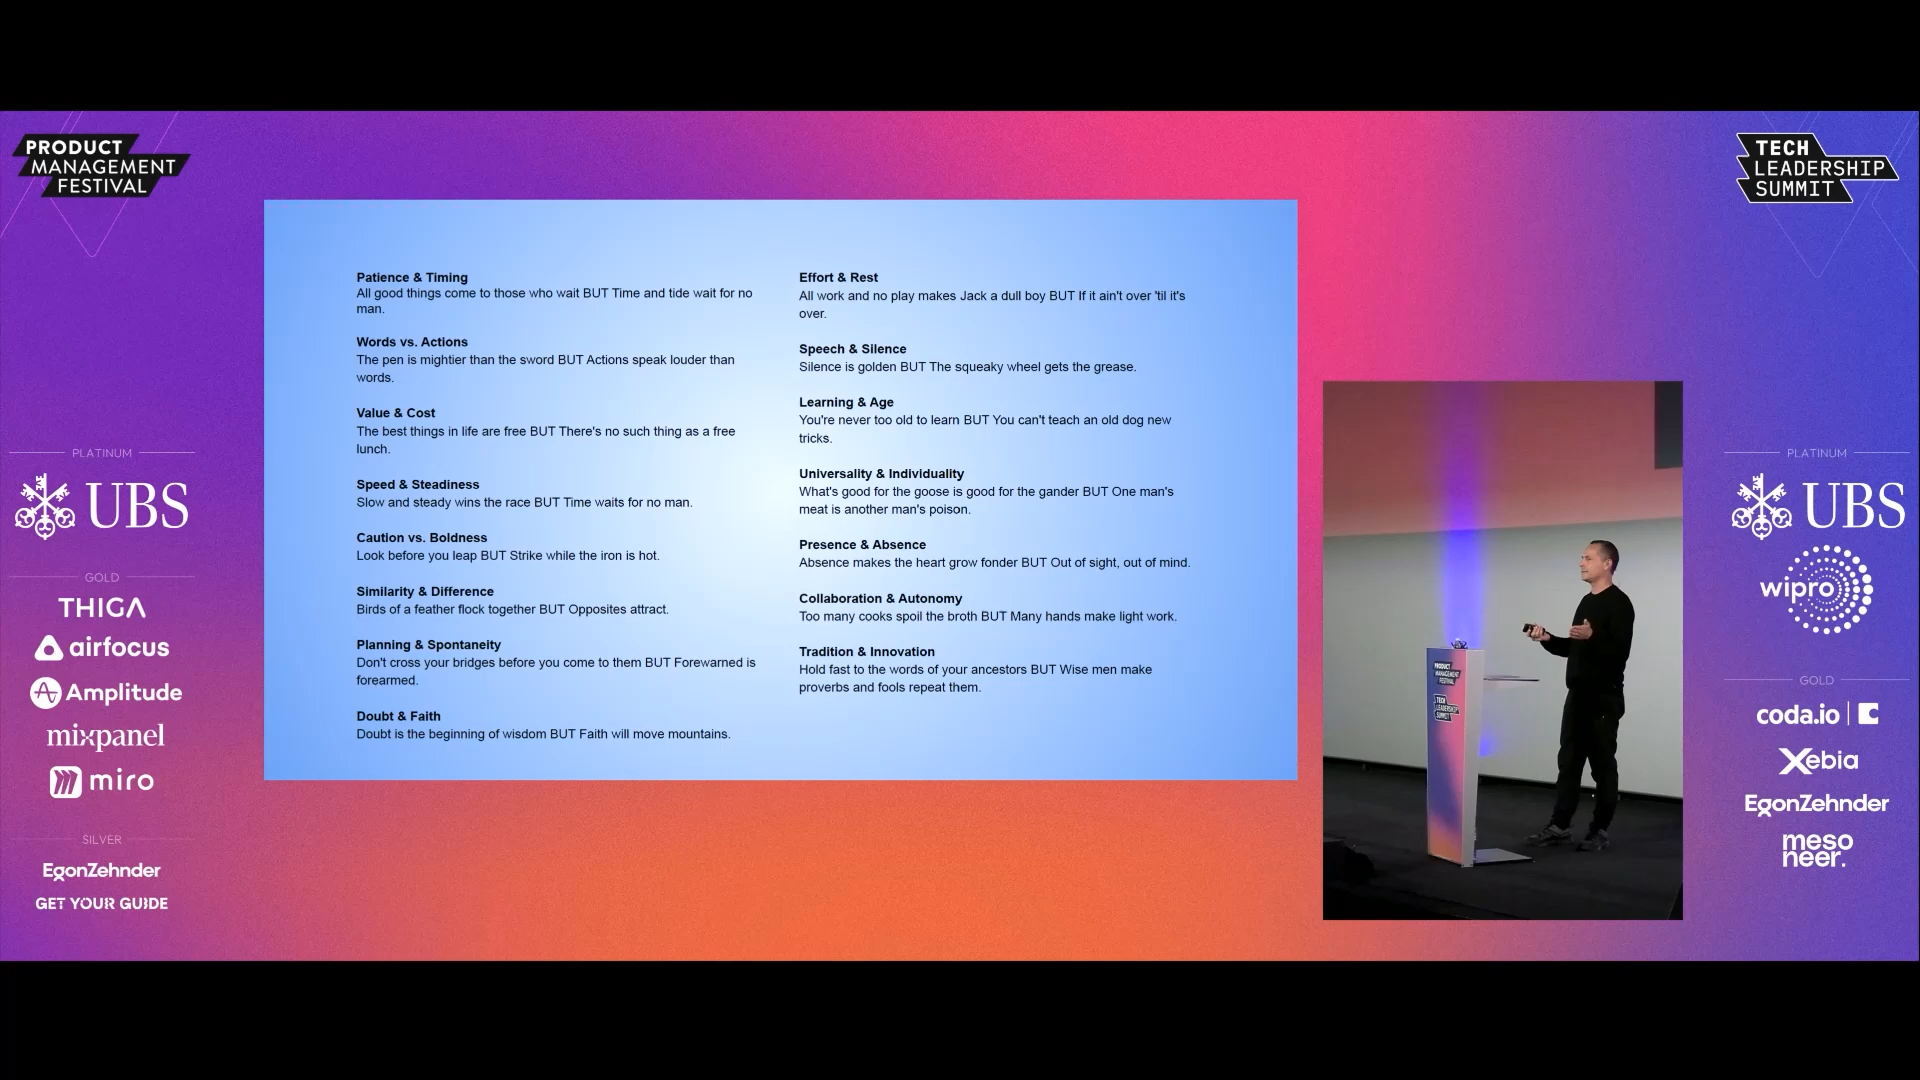 PRODUCT
MANAGEMENT
FESTIVAL
TECH
LEADERSHIP
SUMMIT
Patience & Timing
All good things come to those who wait BUT Time and tide wait for no
man.
Words vs. Actions
The pen is mightier than the sword BUT Actions speak louder than
words.
Value & Cost
The best things in life are free BUT There's no such thing as a free
lunch.
Speed & Steadiness
Slow and steady wins the race BUT Time waits for no man.
Caution vs. Boldness
Look before you leap BUT Strike while the iron is hot.
Similarity & Difference
Birds of a feather flock together BUT Opposites attract.
Planning & Spontaneity
Don't cross your bridges before you come to them BUT Forewarned is
forearmed.
Doubt & Faith
Doubt is the beginning of wisdom BUT Faith will move mountains.
Effort & Rest
All work and no play makes Jack a dull boy BUT If it ain't over 'til it's
over.
Speech & Silence
Silence is golden BUT The squeaky wheel gets the grease.
Learning & Age
You're never too old to learn BUT You can't teach an old dog new
tricks.
Universality & Individuality
What's good for the goose is good for the gander BUT One man's
meat is another man's poison.
Presence & Absence
Absence makes the heart grow fonder BUT Out of sight, out of mind.
Collaboration & Autonomy
Too many cooks spoil the broth BUT Many hands make light work.
Tradition & Innovation
Hold fast to the words of your ancestors BUT Wise men make
proverbs and fools repeat them.
PLATINUM
UBS
GOLD
THIGA
airfocus
Amplitude
mixpanel
miro
SILVER
EgonZehnder
GET YOUR GUIDE
PRODUCT
MANAGEMENT
FESTIVAL
TECH
LEADERSHIP
SUMMIT
PLATINUM
UBS
wipro
GOLD
coda.io
Xebia
EgonZehnder
meso
neer.